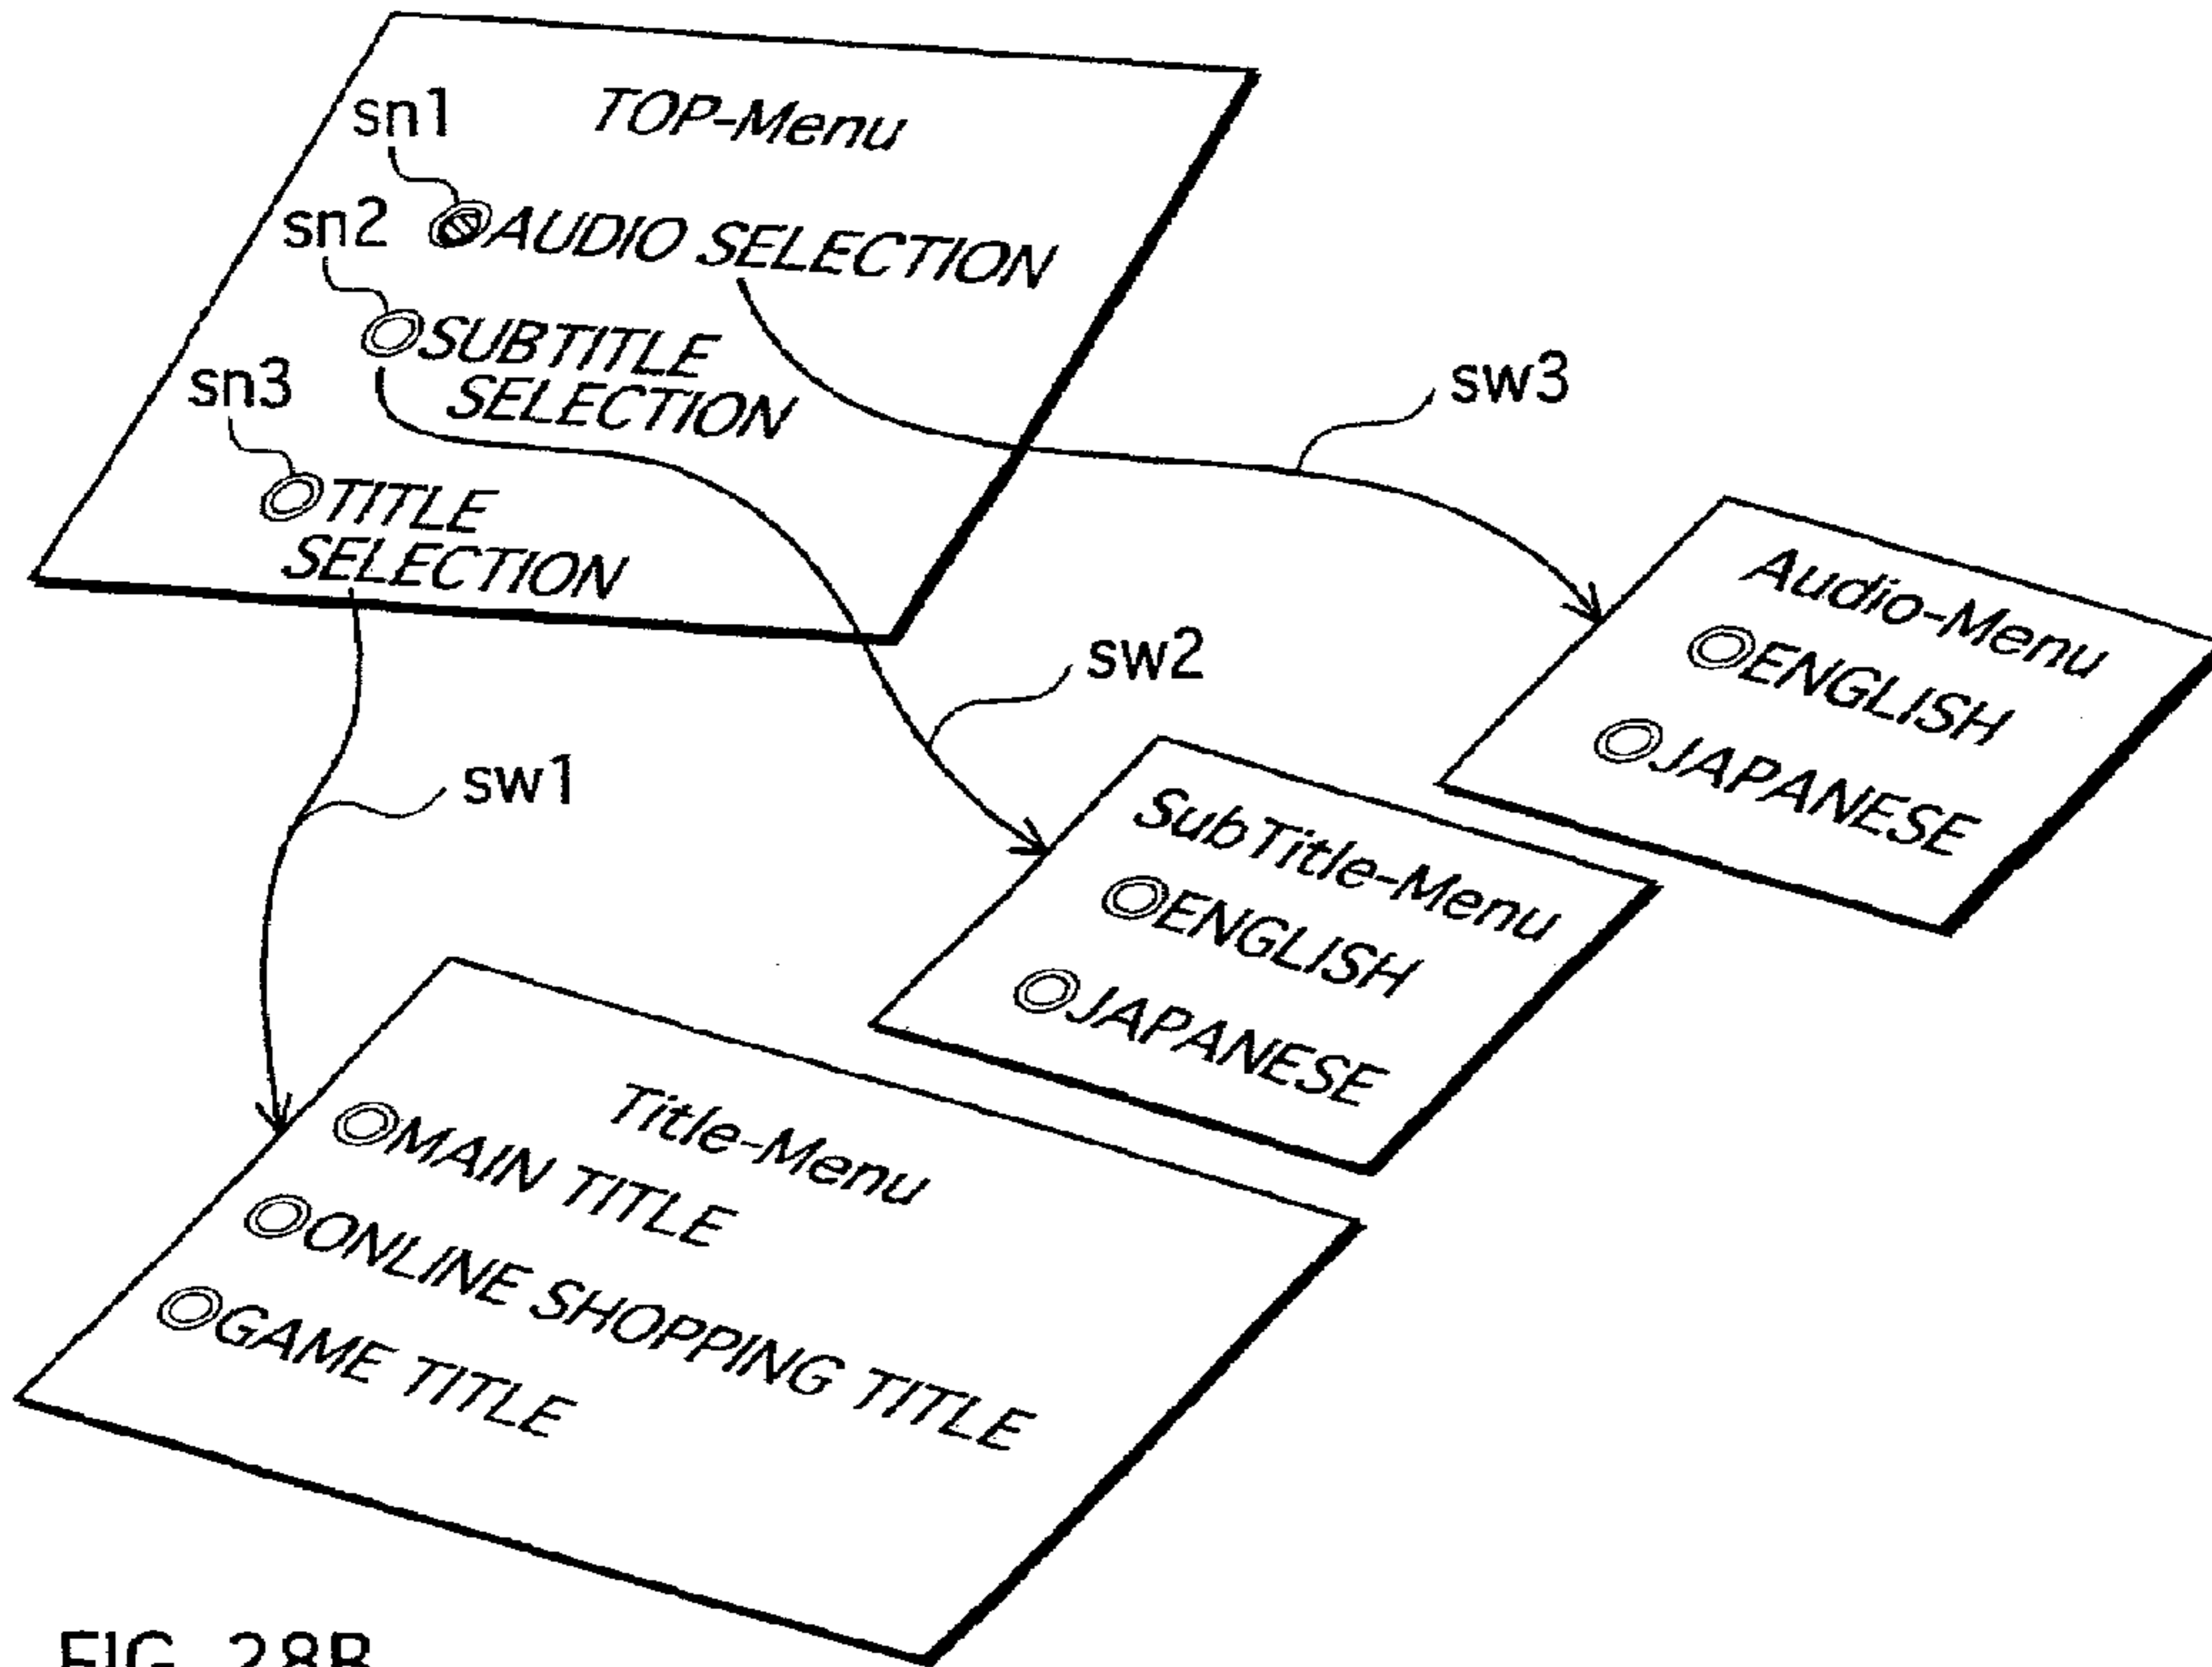 TOP-Menu
sn1
AUDIO SELECTION
sn2
SUBTITLE
SELECTION
sn3
TITLE
SELECTION
sw3
sw2
sw1
Audio-Menu
ENGLISH
JAPANESE
SubTitle-Menu
ENGLISH
JAPANESE
Title-Menu
MAIN TITLE
ONLINE SHOPPING TITLE
GAME TITLE
FIG. 28B